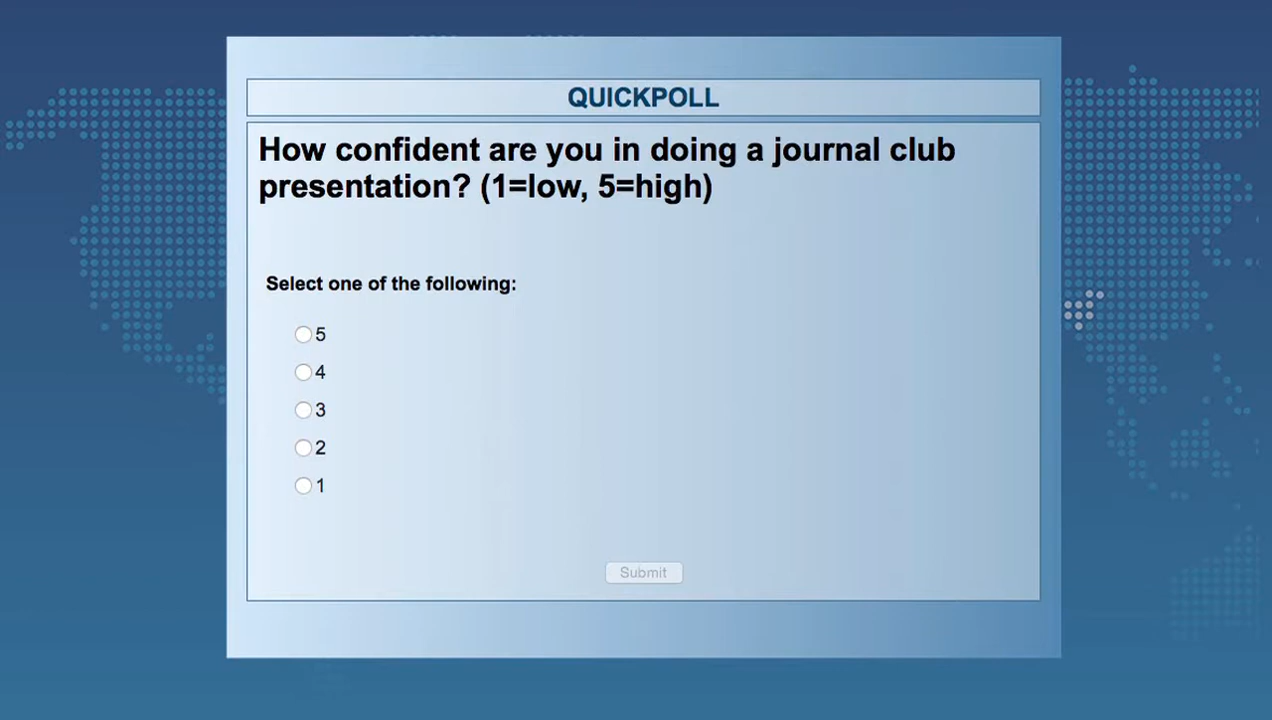 QUICKPOLL
How confident are you in doing a journal club
presentation? (1=low, 5=high)
Select one of the following:
5
4
3
2
1
Submit